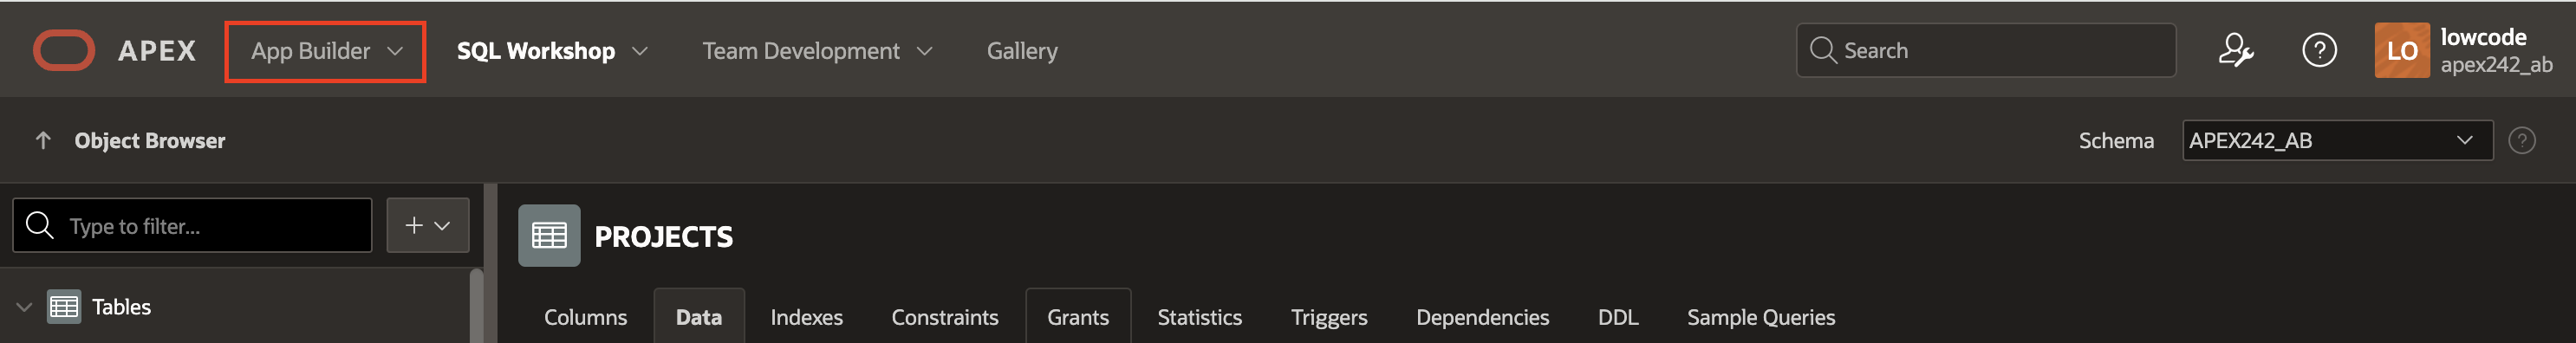 APEX App Builder SQL Workshop Team Development Gallery Search LO lowcode
apex242_ab
Object Browser Schema APEX242_AB
Type to filter...
PROJECTS
Tables
Columns Data Indexes Constraints Grants Statistics Triggers Dependencies DDL Sample Queries